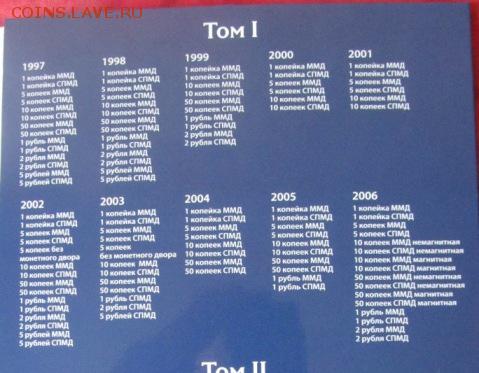 COINS.LAVE.RU
Том I
1997
1 копейка ММД
1 копейка СПМД
5 копеек ММД
5 копеек СПМД
10 копеек ММД
10 копеек СПМД
50 копеек ММД
50 копеек СПМД
1 рубль ММД
1 рубль СПМД
2 рубля ММД
2 рубля СПМД
5 рублей ММД
5 рублей СПМД
1998
1 копейка ММД
1 копейка СПМД
5 копеек ММД
5 копеек СПМД
10 копеек ММД
10 копеек СПМД
50 копеек ММД
50 копеек СПМД
1 рубль ММД
1 рубль СПМД
2 рубля ММД
2 рубля СПМД
5 рублей ММД
5 рублей СПМД
1999
1 копейка ММД
1 копейка СПМД
10 копеек ММД
10 копеек СПМД
50 копеек ММД
50 копеек СПМД
1 рубль ММД
1 рубль СПМД
2 рубля ММД
2 рубля СПМД
2000
1 копейка ММД
1 копейка СПМД
5 копеек ММД
5 копеек СПМД
10 копеек ММД
10 копеек СПМД
2001
1 копейка ММД
1 копейка СПМД
5 копеек ММД
5 копеек СПМД
10 копеек ММД
10 копеек СПМД
2002
1 копейка ММД
1 копейка СПМД
5 копеек ММД
5 копеек СПМД
5 копеек без
монетного двора
10 копеек ММД
10 копеек СПМД
50 копеек ММД
50 копеек СПМД
1 рубль ММД
1 рубль СПМД
2 рубля ММД
2 рубля СПМД
5 рублей ММД
5 рублей СПМД
2003
1 копейка ММД
1 копейка СПМД
5 копеек ММД
5 копеек СПМД
5 копеек
без монетного двора
10 копеек ММД
10 копеек СПМД
50 копеек ММД
50 копеек СПМД
1 рубль СПМД
2 рубля СПМД
5 рублей СПМД
2004
1 копейка ММД
1 копейка СПМД
5 копеек ММД
5 копеек СПМД
10 копеек ММД
10 копеек СПМД
50 копеек ММД
50 копеек СПМД
2005
1 копейка ММД
1 копейка СПМД
5 копеек ММД
5 копеек СПМД
10 копеек ММД
10 копеек СПМД
50 копеек ММД
50 копеек СПМД
1 рубль ММД
1 рубль СПМД
2006
1 копейка ММД
1 копейка СПМД
5 копеек ММД
5 копеек СПМД
10 копеек ММД немагнитная
10 копеек СПМД немагнитная
10 копеек ММД магнитная
10 копеек СПМД магнитная
50 копеек ММД немагнитная
50 копеек СПМД немагнитная
50 копеек ММД магнитная
50 копеек СПМД магнитная
1 рубль ММД
1 рубль СПМД
2 рубля ММД
2 рубля СПМД
Том II